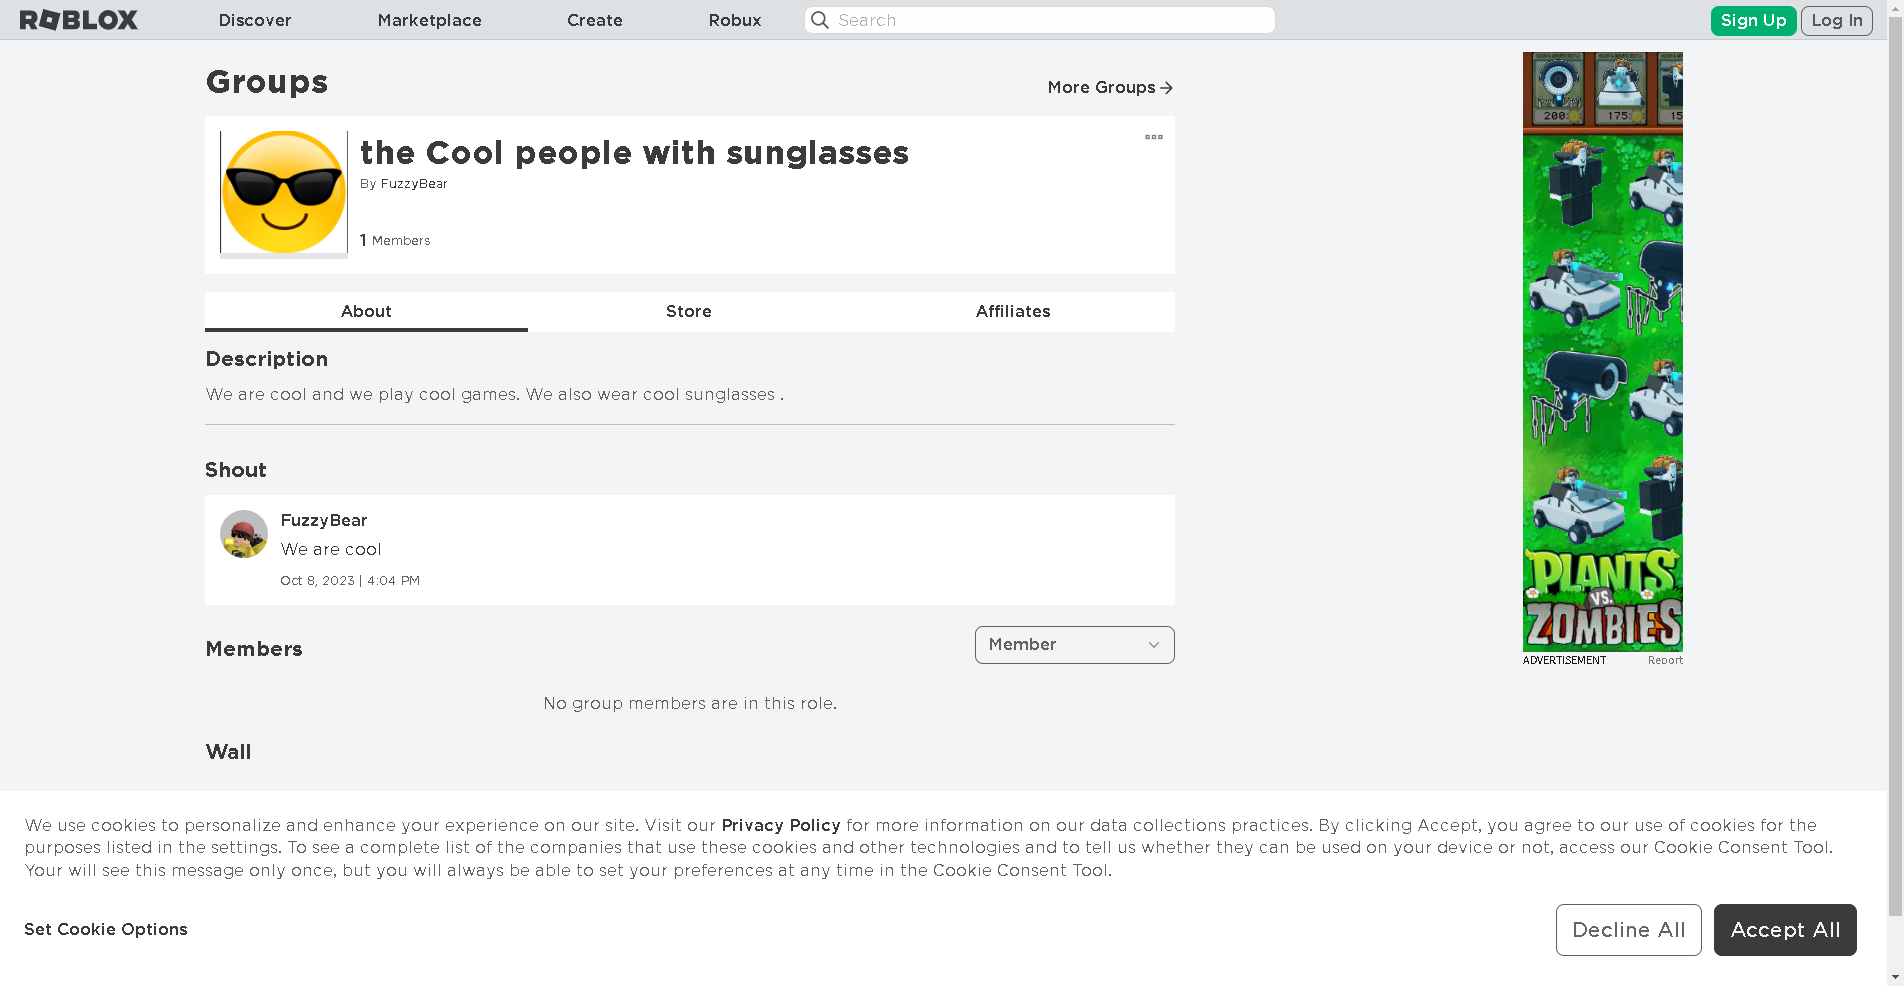 ROBLOX Discover Marketplace Create Robux Search Sign Up Log In
Groups
More Groups
the Cool people with sunglasses
By FuzzyBear
1 Members
About Store Affiliates
Description
We are cool and we play cool games. We also wear cool sunglasses .
Shout
FuzzyBear
We are cool
Oct 8, 2023 | 4:04 PM
Members
Member
No group members are in this role.
Wall
200 175 15
PLANTS
VS.
ZOMBIES
ADVERTISEMENT Report
We use cookies to personalize and enhance your experience on our site. Visit our Privacy Policy for more information on our data collections practices. By clicking Accept, you agree to our use of cookies for the
purposes listed in the settings. To see a complete list of the companies that use these cookies and other technologies and to tell us whether they can be used on your device or not, access our Cookie Consent Tool.
Your will see this message only once, but you will always be able to set your preferences at any time in the Cookie Consent Tool.
Set Cookie Options
Decline All Accept All